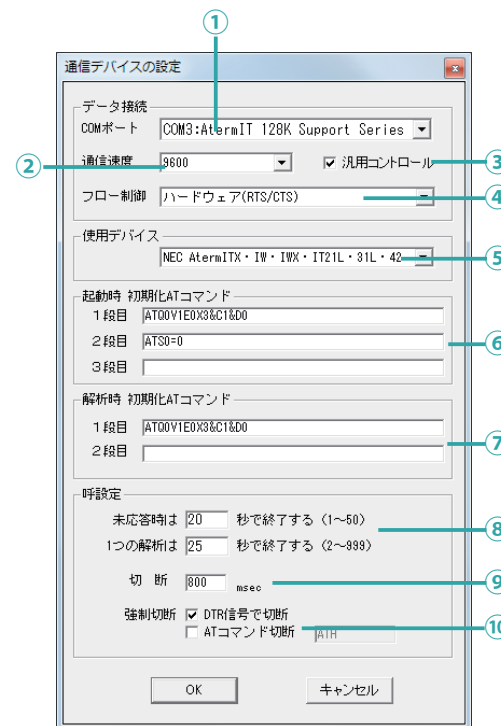 ①
通信デバイスの設定
データ接続
COMポート COM3:AtermIT 128K Support Series
② 通信速度 9600 汎用コントロール ③
フロー制御 ハードウェア(RTS/CTS) ④
使用デバイス
NEC AtermITX・IW・IWX・IT21L・31L・42 ⑤
起動時 初期化ATコマンド
1段目 ATQ0V1E0X3&C1&D0
2段目 ATS0=0 ⑥
3段目
解析時 初期化ATコマンド
1段目 ATQ0V1E0X3&C1&D0
2段目 ⑦
呼設定
未応答時は 20 秒で終了する（1～50） ⑧
1つの解析は 25 秒で終了する（2～999）
切 断 800 msec ⑨
強制切断 DTR信号で切断
ATコマンド切断 ATH ⑩
OK キャンセル